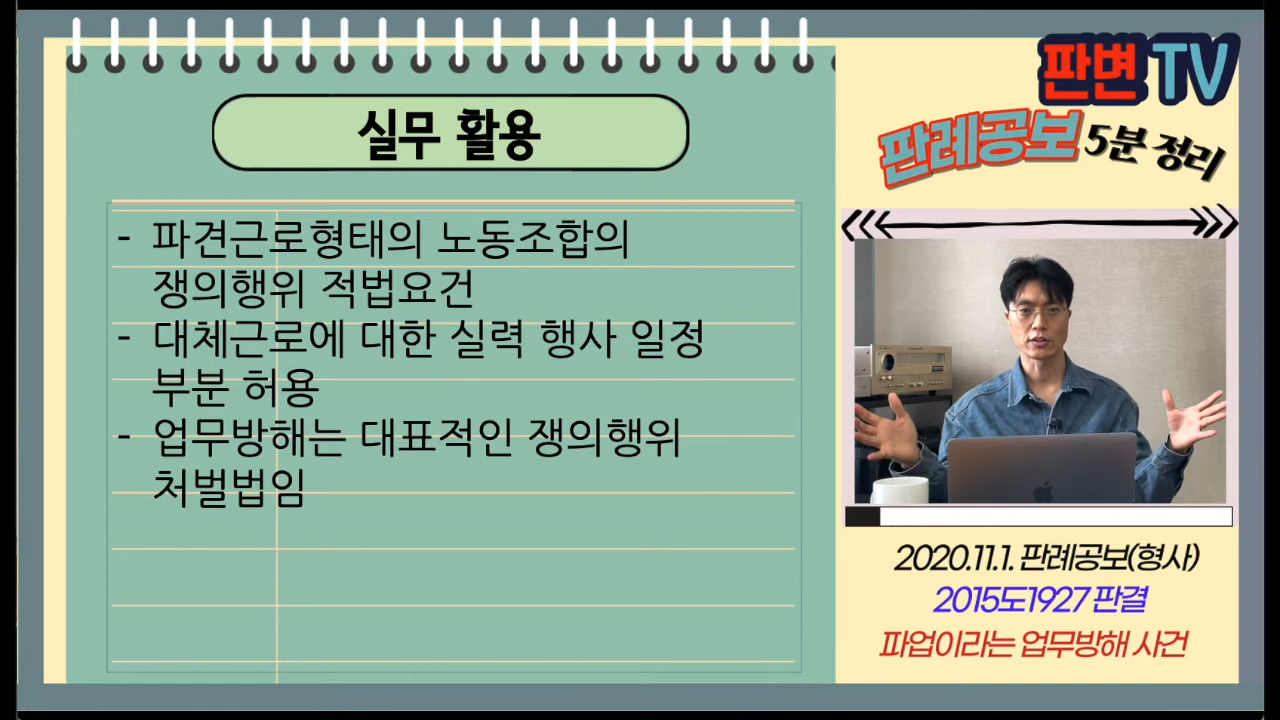 실무 활용
- 파견근로형태의 노동조합의
쟁의행위 적법요건
- 대체근로에 대한 실력 행사 일정
부분 허용
- 업무방해는 대표적인 쟁의행위
처벌법임
판변 TV
판례공보 5분 정리
2020.11.1. 판례공보(형사)
2015도1927 판결
파업이라는 업무방해 사건